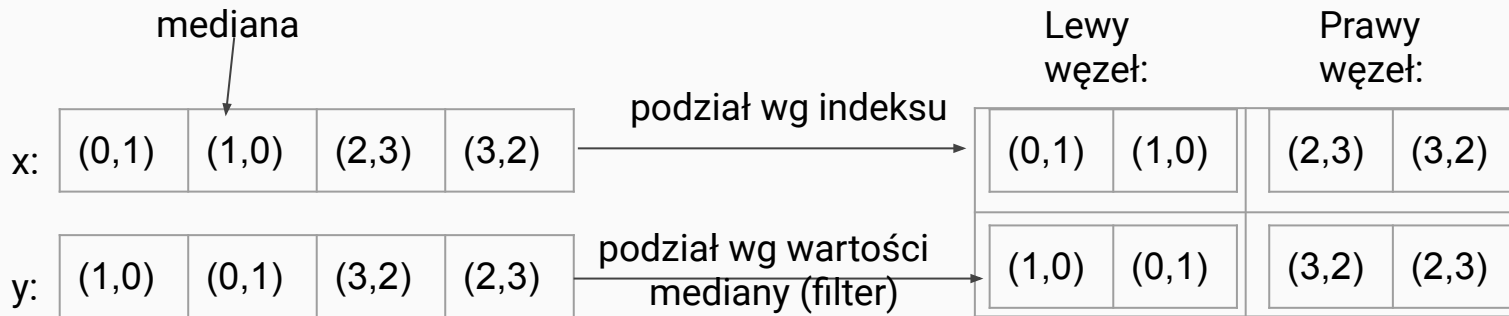 mediana
Lewy
węzeł:
Prawy
węzeł:
podział wg indeksu
x: (0,1) (1,0) (2,3) (3,2)
(0,1) (1,0) (2,3) (3,2)
podział wg wartości
mediany (filter)
y: (1,0) (0,1) (3,2) (2,3)
(1,0) (0,1) (3,2) (2,3)